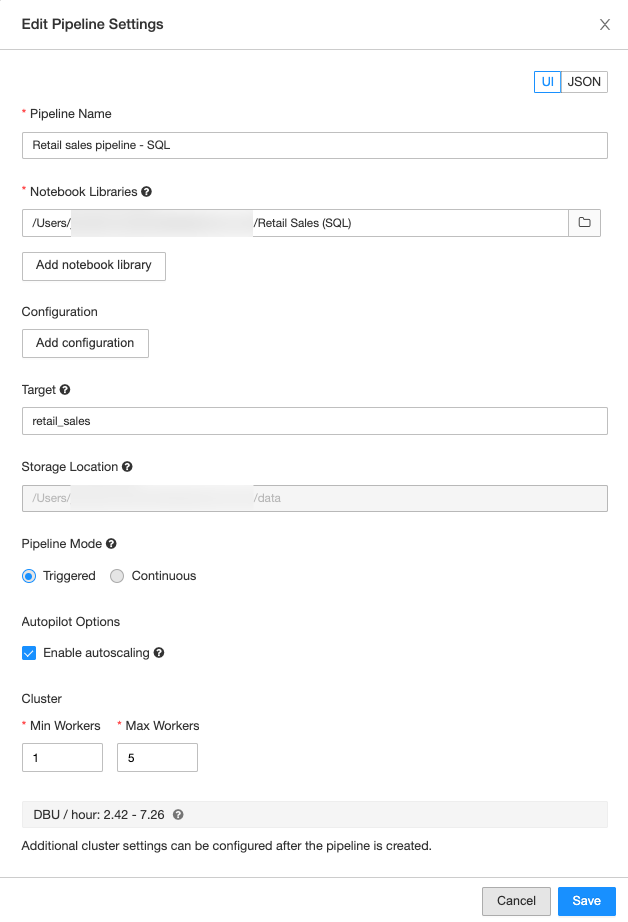 Edit Pipeline Settings
UI JSON
* Pipeline Name
Retail sales pipeline - SQL
* Notebook Libraries
/Users/ /Retail Sales (SQL)
Add notebook library
Configuration
Add configuration
Target
retail_sales
Storage Location
/Users/ /data
Pipeline Mode
Triggered Continuous
Autopilot Options
Enable autoscaling
Cluster
* Min Workers * Max Workers
1 5
DBU / hour: 2.42 - 7.26
Additional cluster settings can be configured after the pipeline is created.
Cancel Save